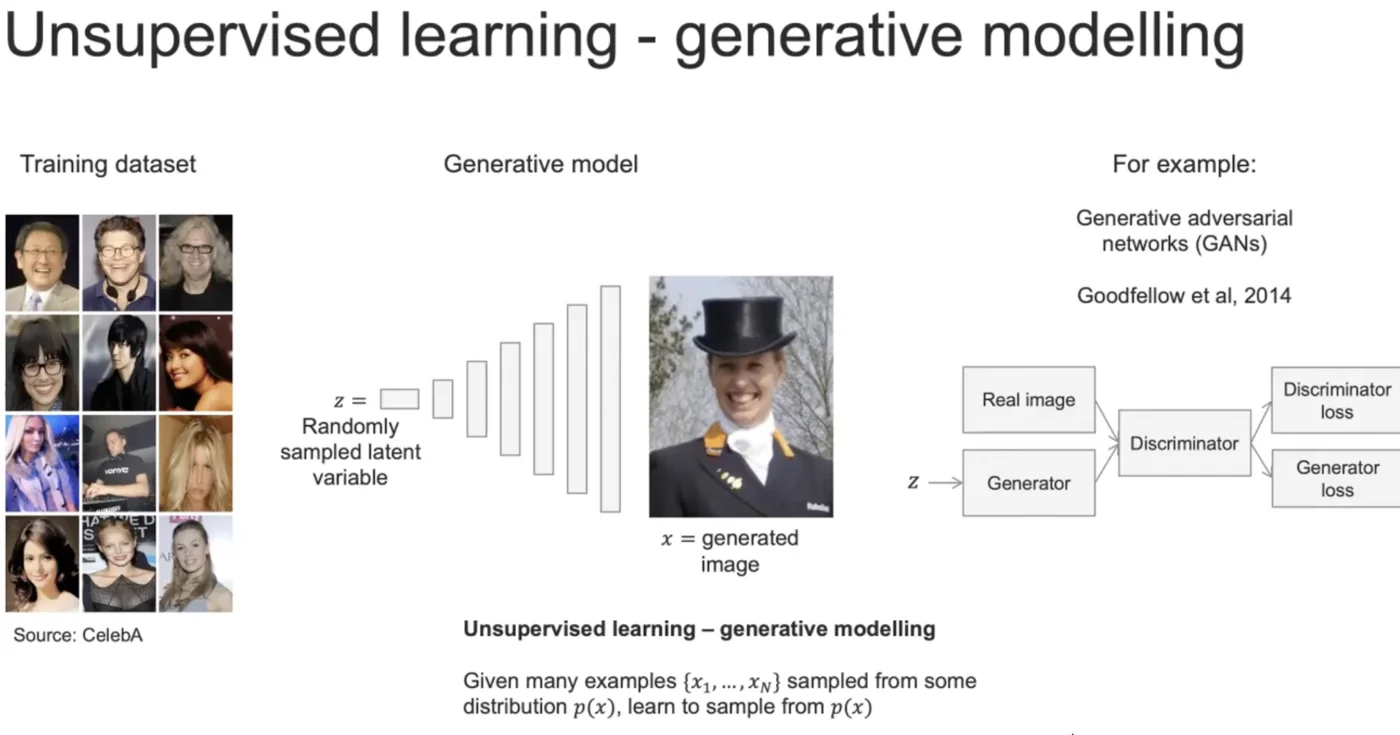 Unsupervised learning - generative modelling
Training dataset
Source: CelebA
Generative model
z =
Randomly
sampled latent
variable
x = generated
image
For example:
Generative adversarial
networks (GANs)
Goodfellow et al, 2014
Real image
z
Generator
Discriminator
Discriminator
loss
Generator
loss
Unsupervised learning – generative modelling
Given many examples {x₁, … , x_N} sampled from some
distribution p(x), learn to sample from p(x)